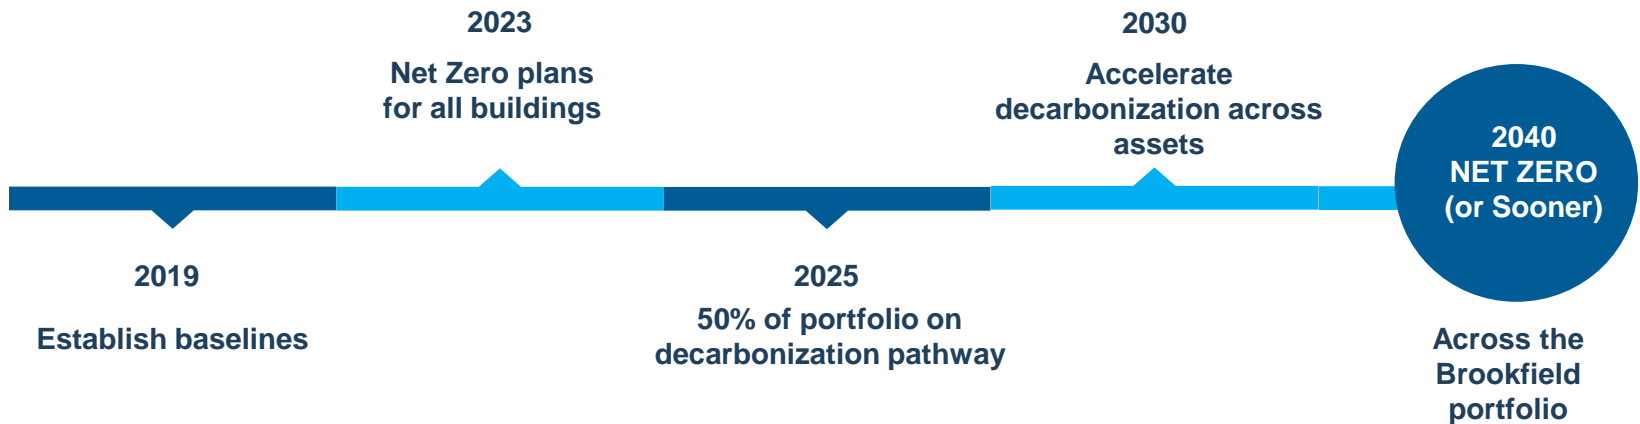 2019
Establish baselines
2023
Net Zero plans
for all buildings
2025
50% of portfolio on
decarbonization pathway
2030
Accelerate
decarbonization across
assets
2040
NET ZERO
(or Sooner)
Across the
Brookfield
portfolio